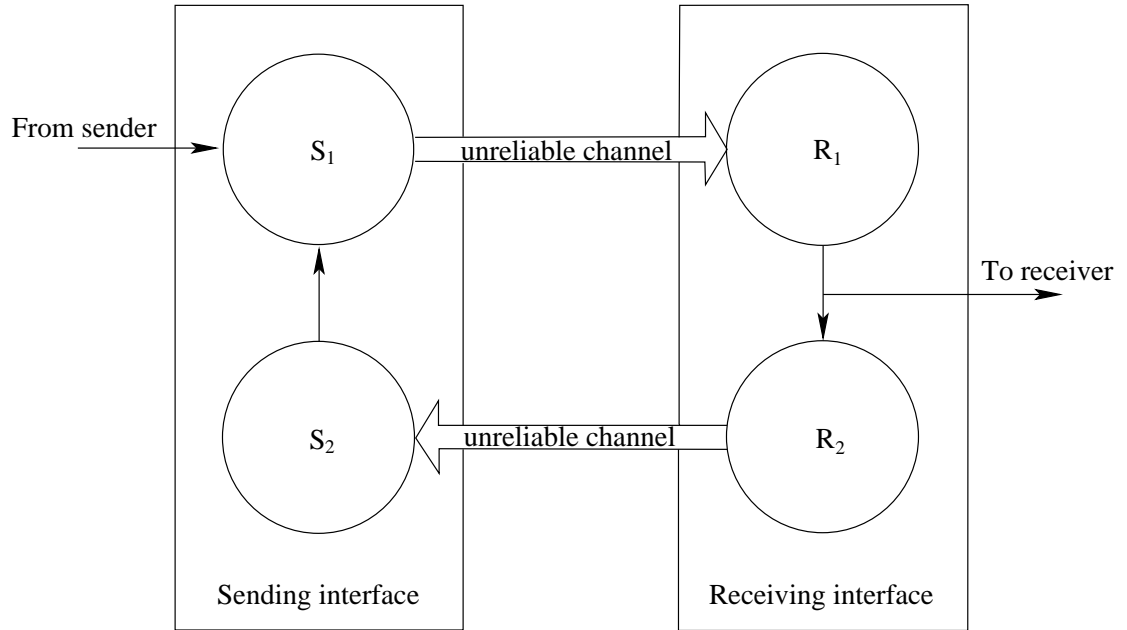 From sender
S₁
unreliable channel
R₁
To receiver
S₂
unreliable channel
R₂
Sending interface
Receiving interface